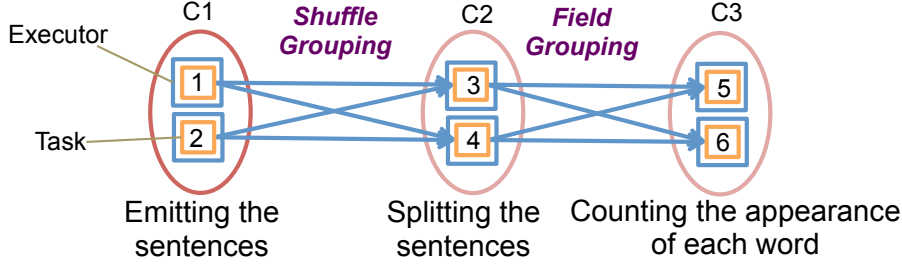 C1
C2
C3
Shuffle
Grouping
Field
Grouping
Executor
Task
1
2
3
4
5
6
Emitting the
sentences
Splitting the
sentences
Counting the appearance
of each word